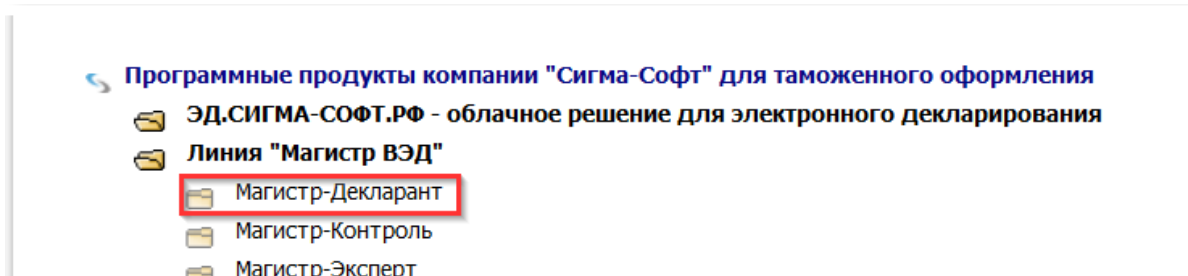 Программные продукты компании "Сигма-Софт" для таможенного оформления
ЭД.СИГМА-СОФТ.РФ - облачное решение для электронного декларирования
Линия "Магистр ВЭД"
Магистр-Декларант
Магистр-Контроль
Магистр-Эксперт